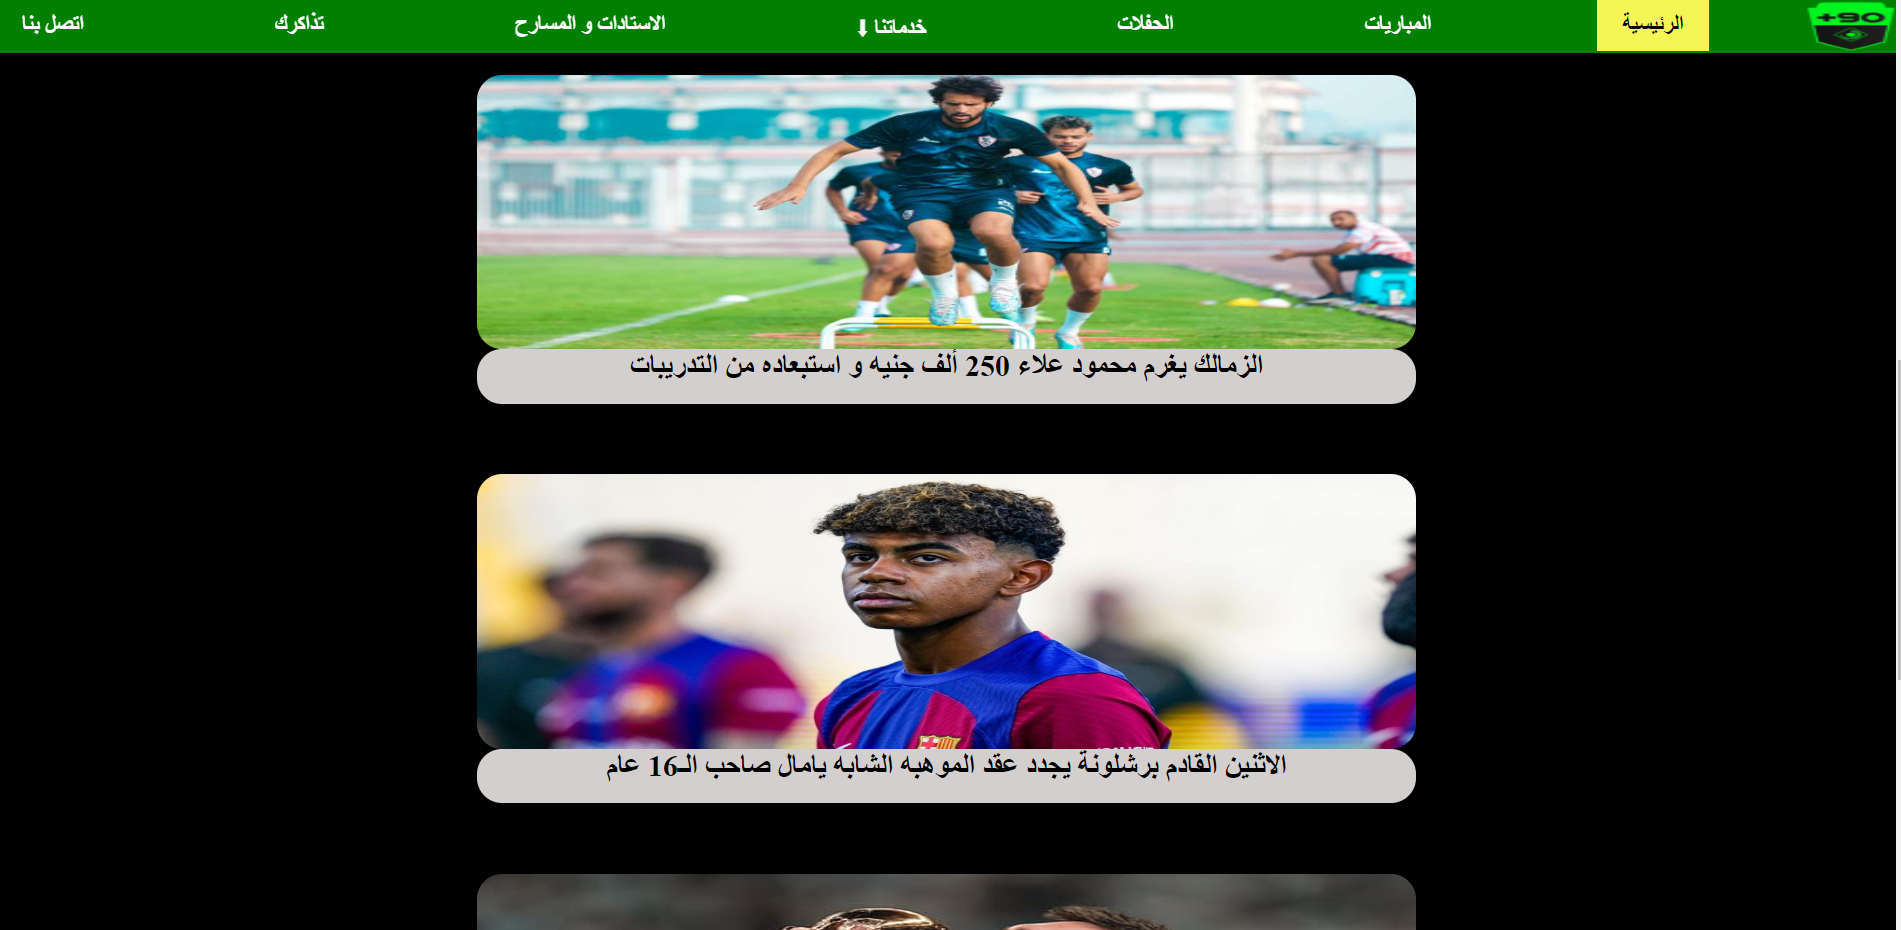 +90
الرئيسية
المباريات
الحفلات
خدماتنا ⬇
الاستادات و المسارح
تذاكرك
اتصل بنا
الزمالك يغرم محمود علاء 250 ألف جنيه و استبعاده من التدريبات
الاثنين القادم برشلونة يجدد عقد الموهبه الشابه يامال صاحب الـ16 عام